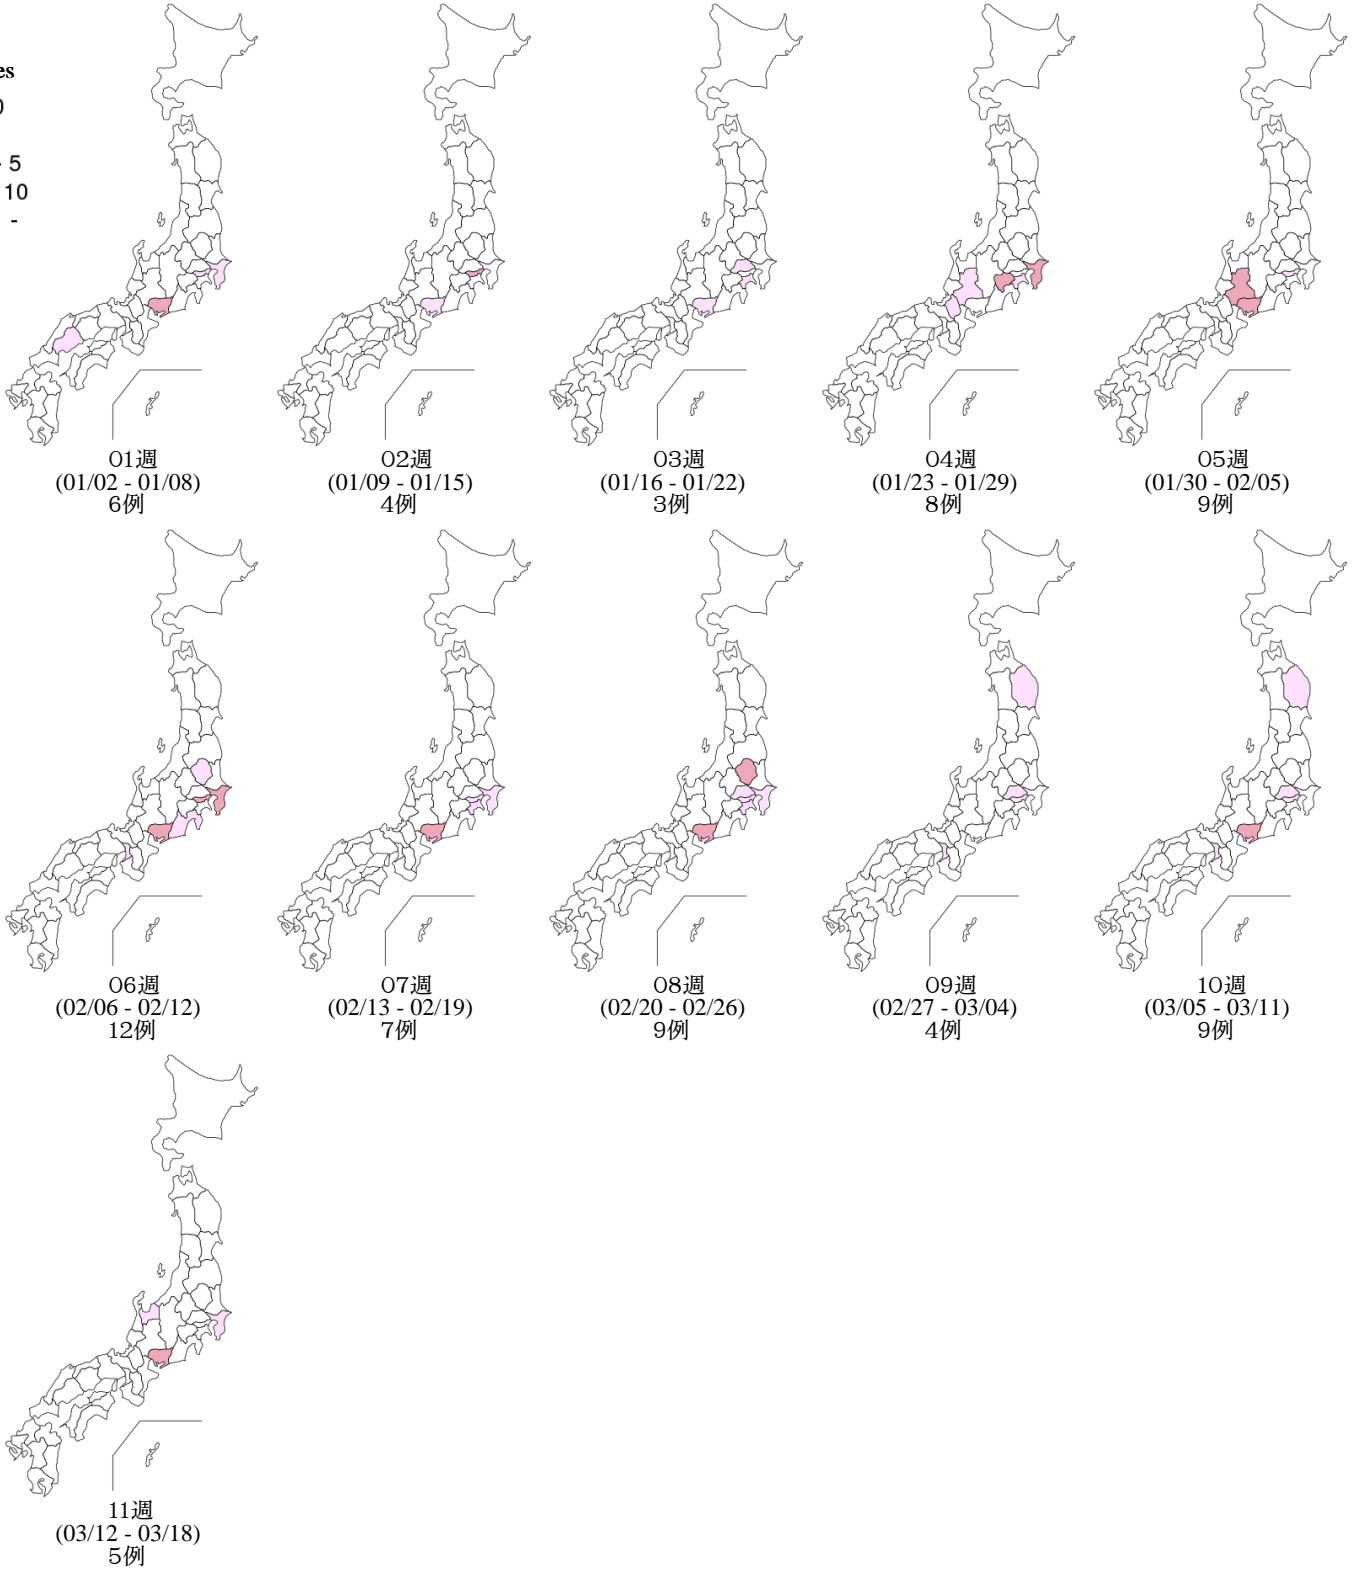 es
0
- 5
10
-
01週
(01/02 - 01/08)
6例
02週
(01/09 - 01/15)
4例
03週
(01/16 - 01/22)
3例
04週
(01/23 - 01/29)
8例
05週
(01/30 - 02/05)
9例
06週
(02/06 - 02/12)
12例
07週
(02/13 - 02/19)
7例
08週
(02/20 - 02/26)
9例
09週
(02/27 - 03/04)
4例
10週
(03/05 - 03/11)
9例
11週
(03/12 - 03/18)
5例